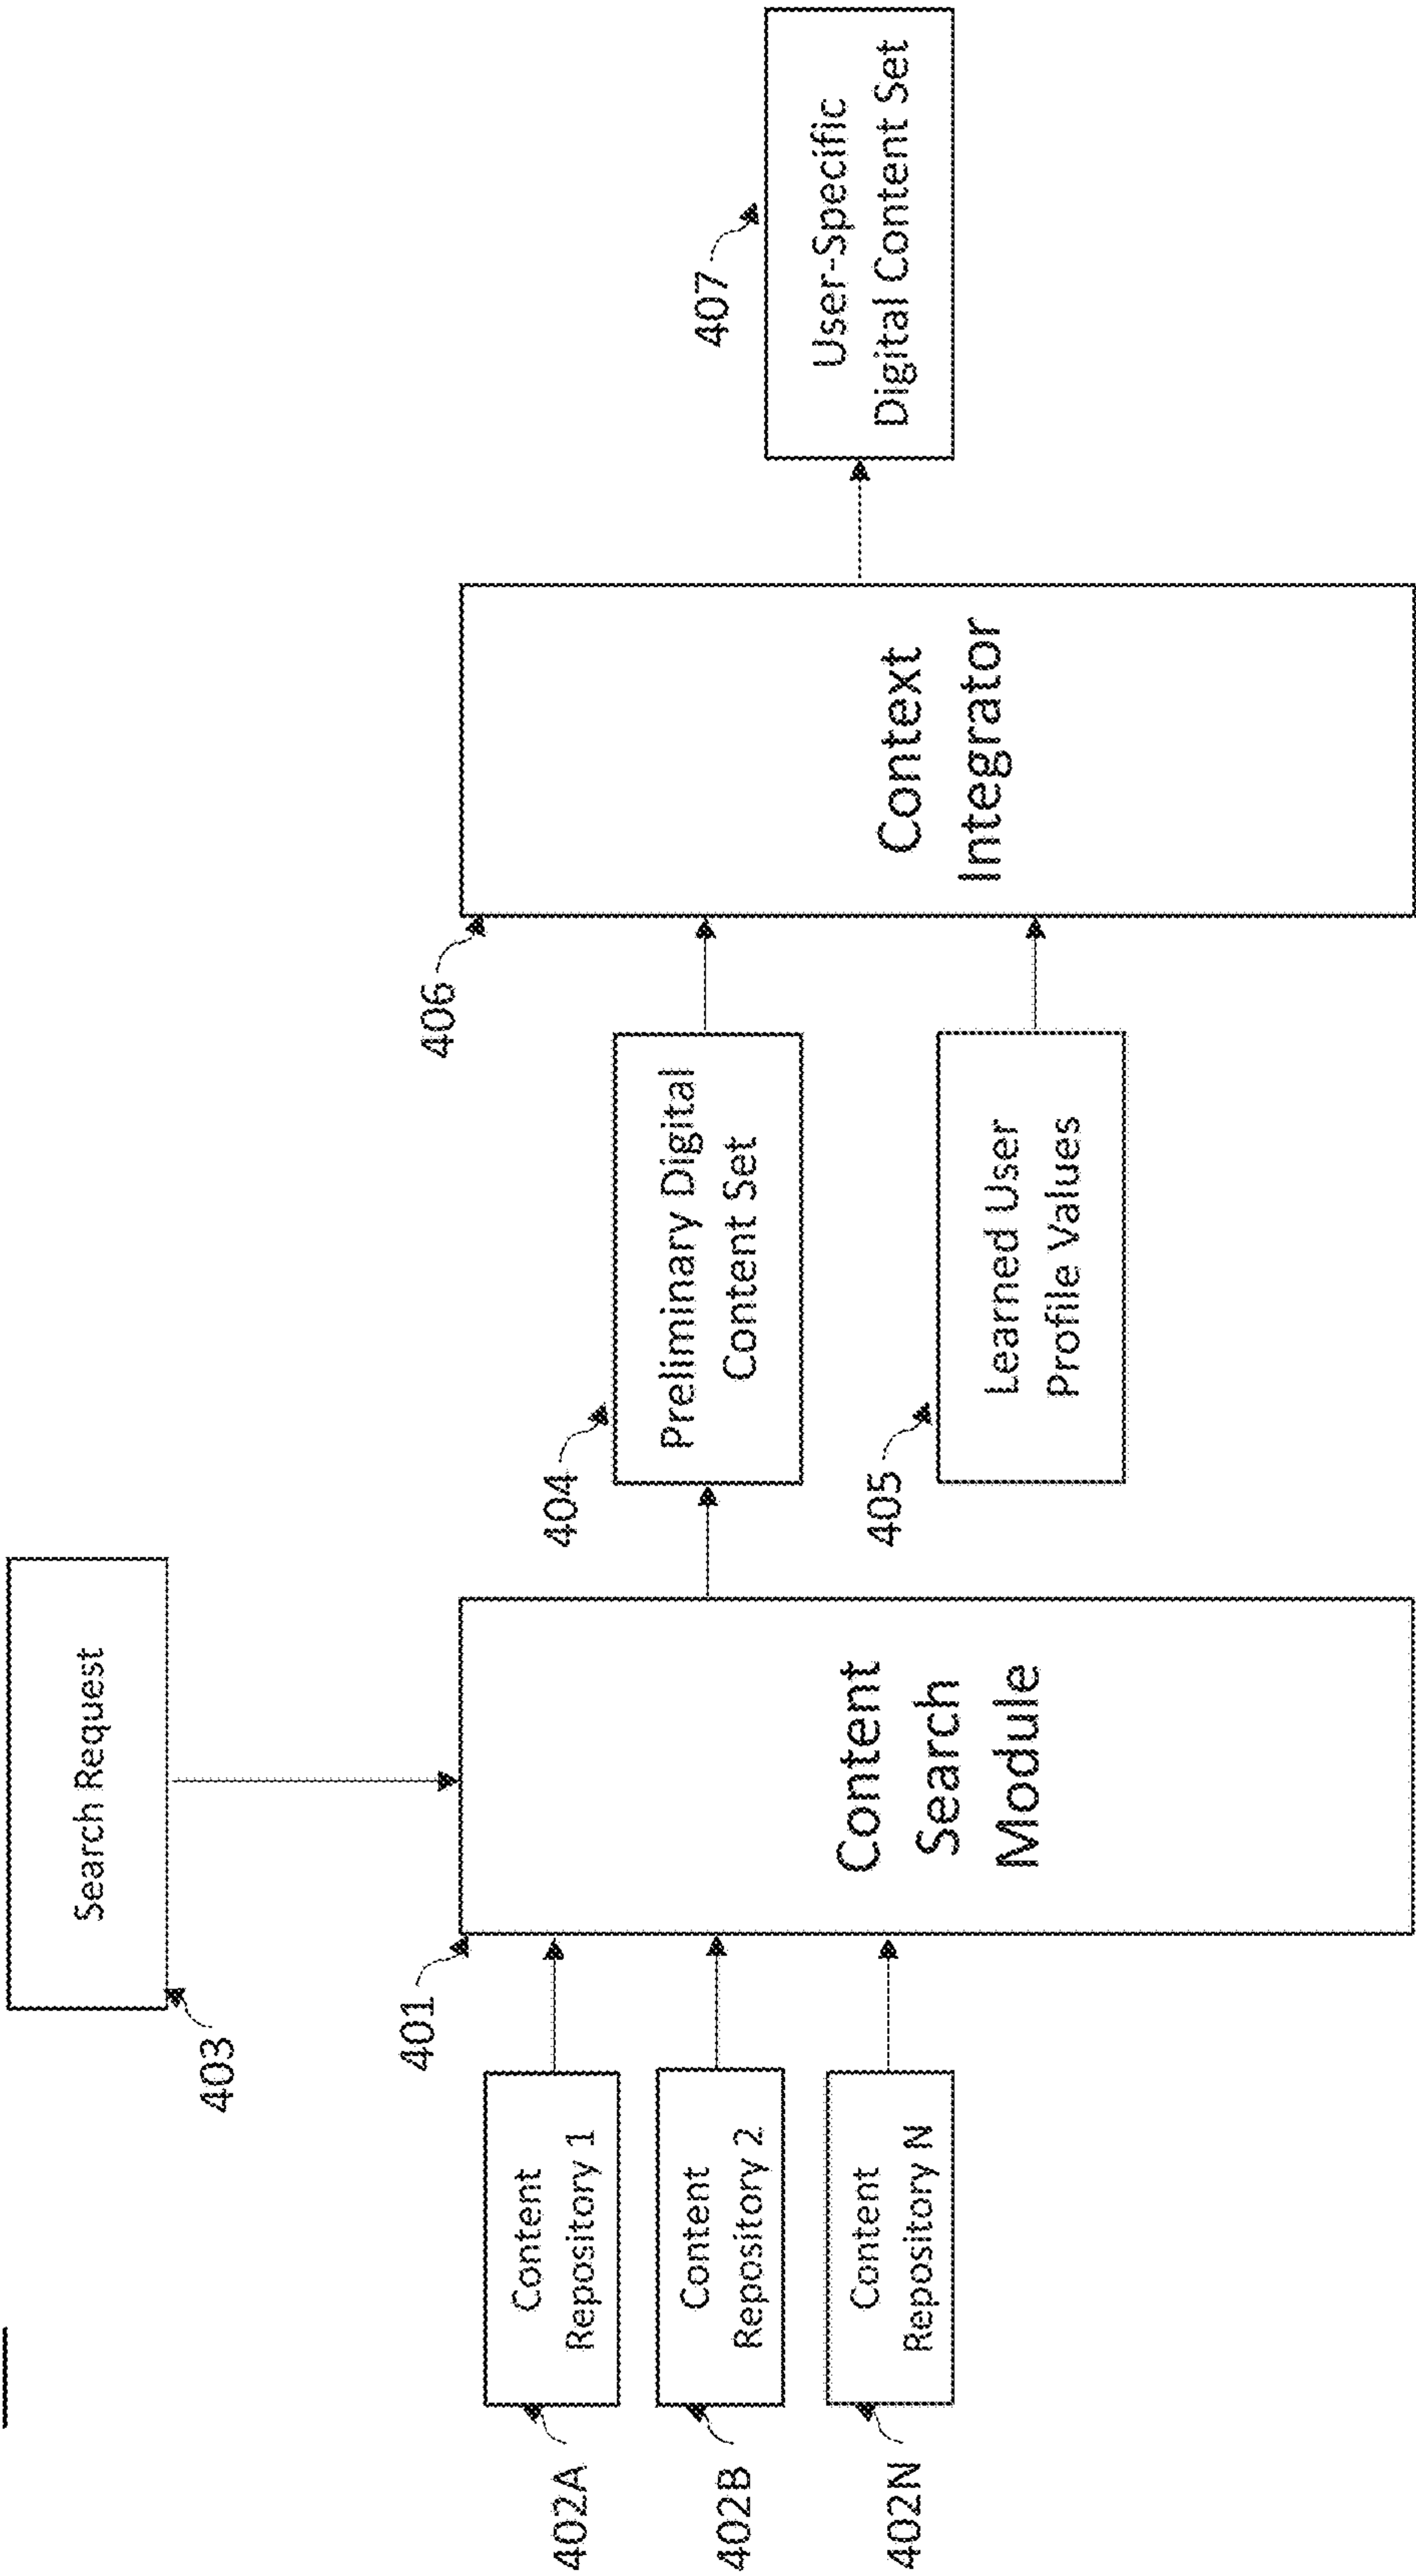 Search Request
403
401
Content
Repository 1
402A
Content
Repository 2
402B
Content
Repository N
402N
Content
Search
Module
404
Preliminary Digital
Content Set
405
Learned User
Profile Values
406
Context
Integrator
407
User-Specific
Digital Content Set